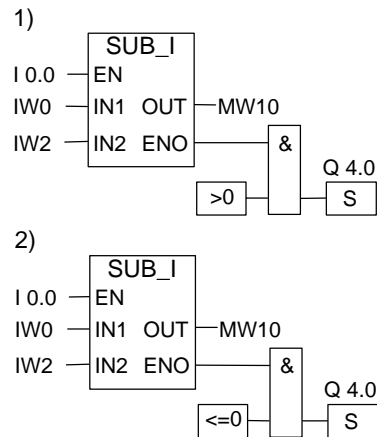 1)
SUB_I
I 0.0 EN
IW0 IN1 OUT MW10
IW2 IN2 ENO &
Q 4.0
>0 S
2)
SUB_I
I 0.0 EN
IW0 IN1 OUT MW10
IW2 IN2 ENO &
Q 4.0
<=0 S